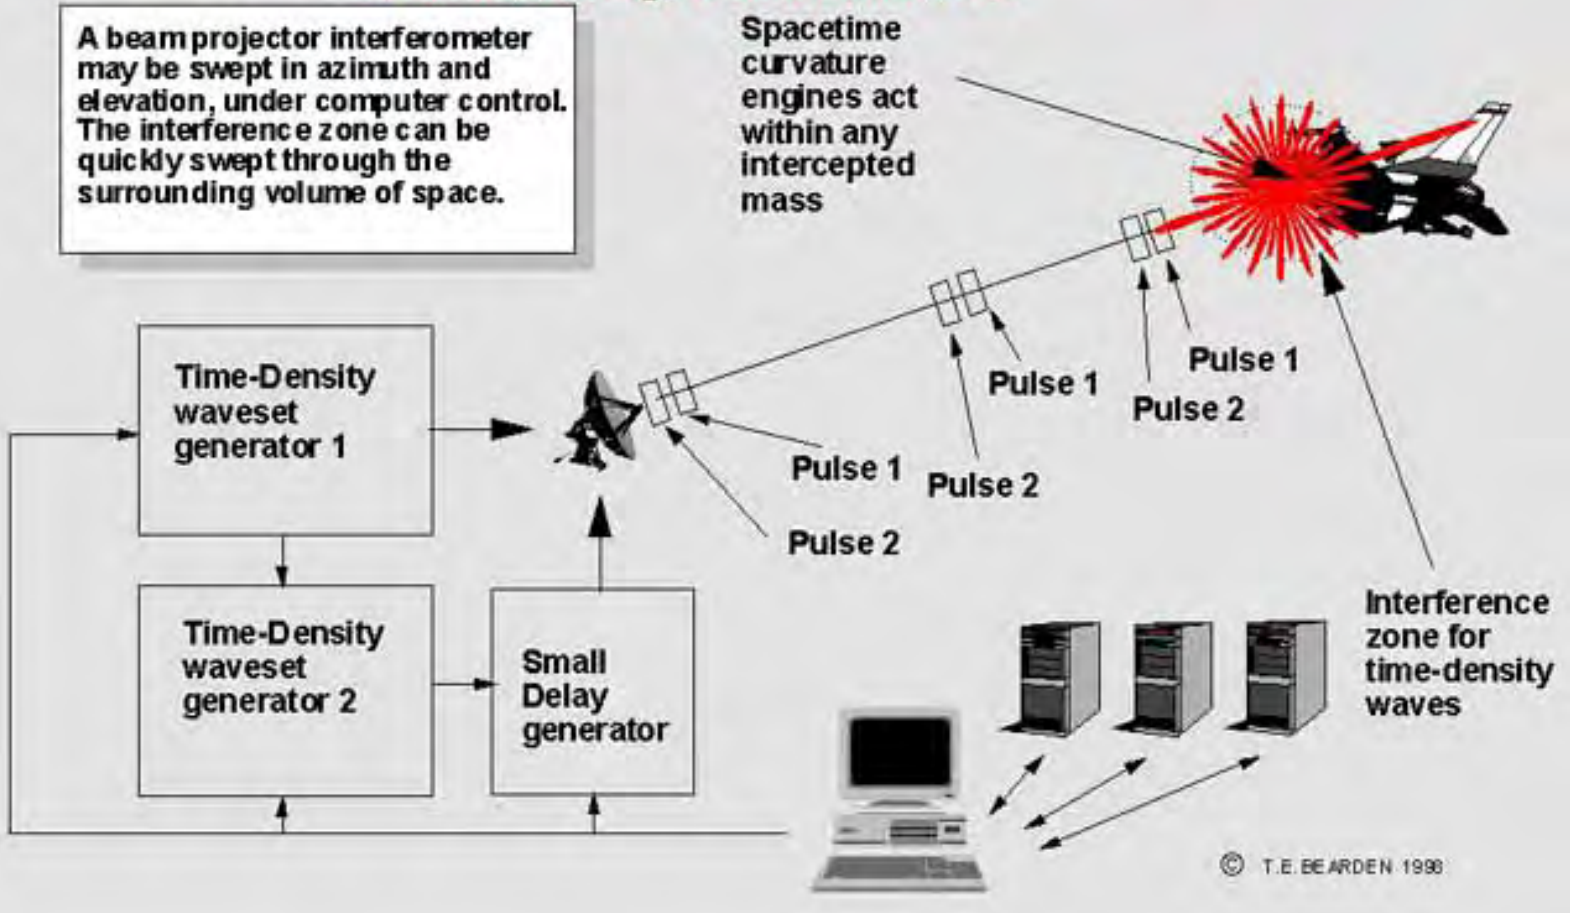 A beam projector interferometer
may be swept in azimuth and
elevation, under computer control.
The interference zone can be
quickly swept through the
surrounding volume of space.
Spacetime
curvature
engines act
within any
intercepted
mass
Pulse 1
Pulse 2
Pulse 1
Pulse 2
Pulse 1
Pulse 2
Time-Density
waveset
generator 1
Time-Density
waveset
generator 2
Small
Delay
generator
Interference
zone for
time-density
waves
© T.E. BEARDEN